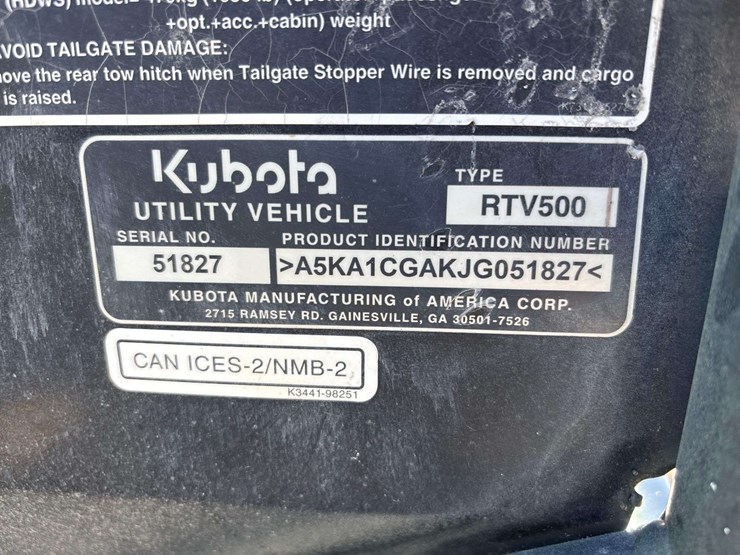 +opt.+acc.+cabin) weight
VOID TAILGATE DAMAGE:
ove the rear tow hitch when Tailgate Stopper Wire is removed and cargo
is raised.
Kubota
UTILITY VEHICLE
TYPE
RTV500
SERIAL NO.
51827
PRODUCT IDENTIFICATION NUMBER
>A5KA1CGAKJG051827<
KUBOTA MANUFACTURING of AMERICA CORP.
2715 RAMSEY RD. GAINESVILLE, GA 30501-7526
CAN ICES-2/NMB-2
K3441-98251